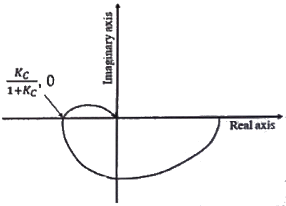 Imaginary axis
K_C/1+K_C, 0
Real axis